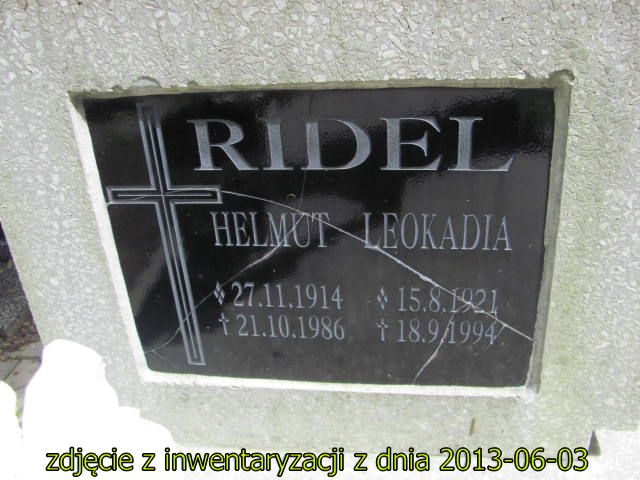 RIDEL
HELMUT LEOKADIA
27.11.1914 15.8.1921
† 21.10.1986 † 18.9.1994
zdjęcie z inwentaryzacji z dnia 2013-06-03